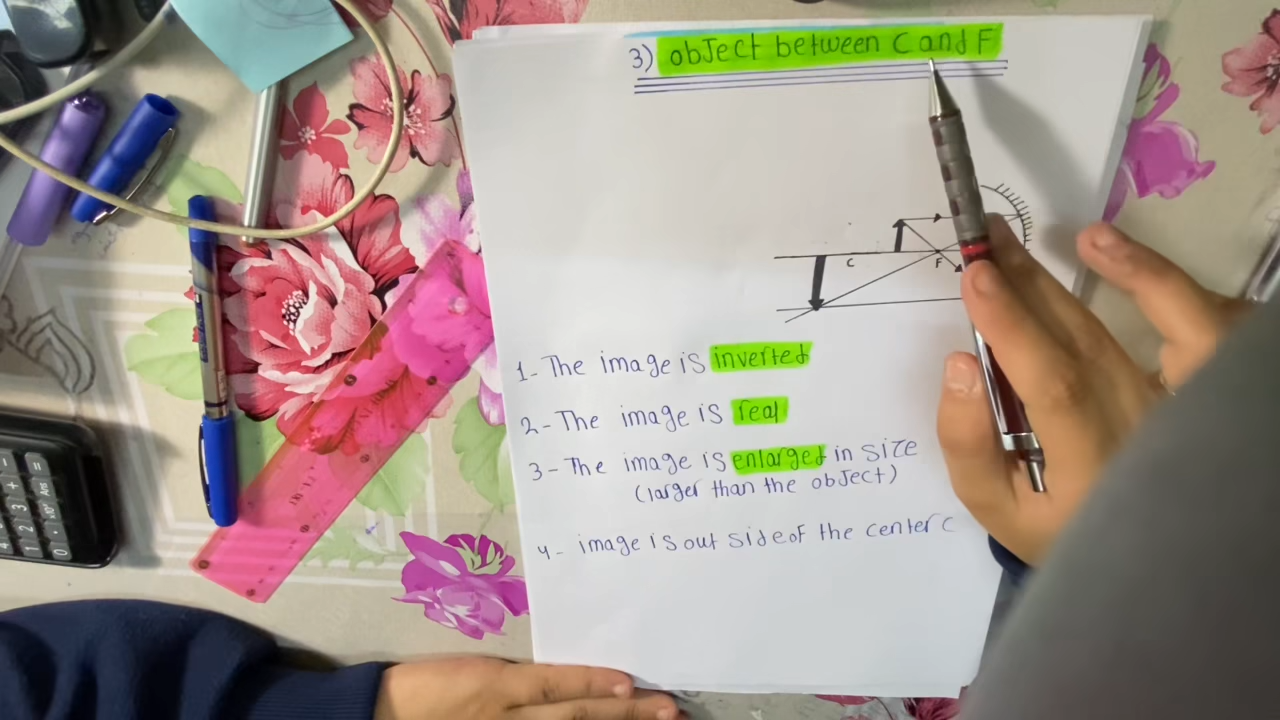 3) object between C and F
C
F
1- The image is inverted
2- The image is real
3- The image is enlarged in size
(larger than the object)
4- image is out side of the center C